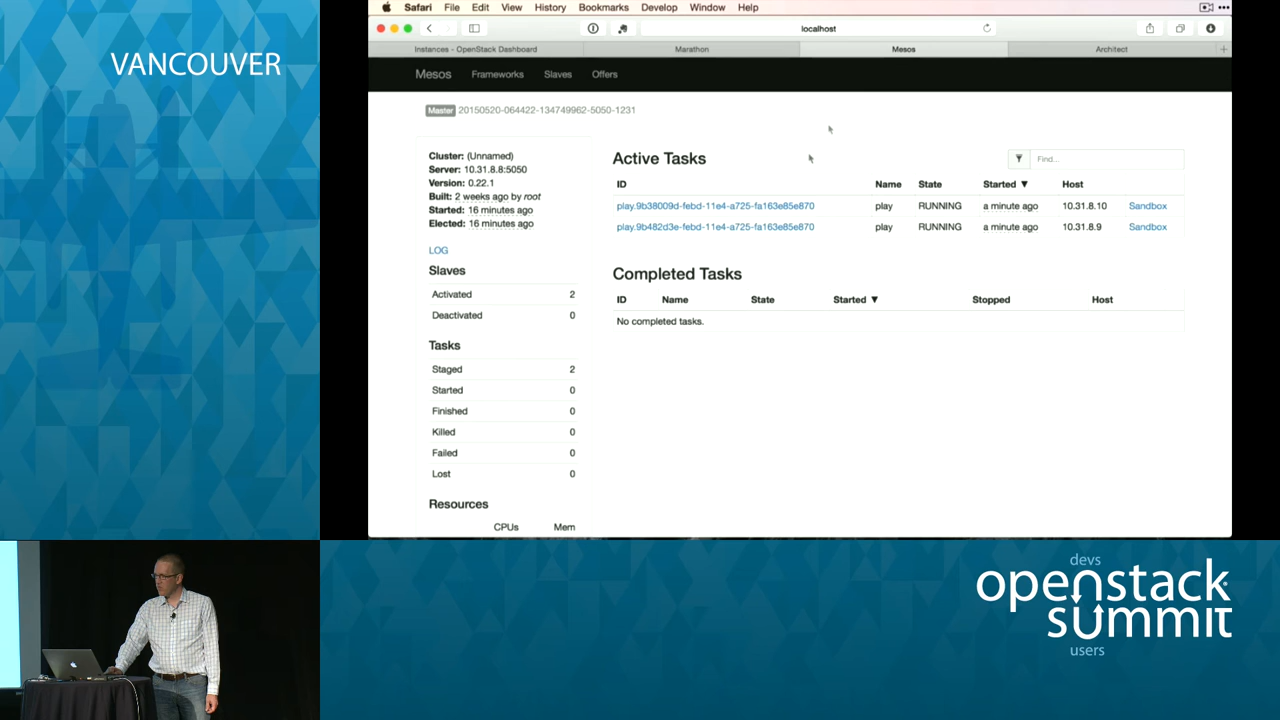 VANCOUVER
Safari File Edit View History Bookmarks Develop Window Help
localhost
Instances - OpenStack Dashboard Marathon Mesos Architect
Mesos Frameworks Slaves Offers
Master 20150520-064422-134749962-5050-1231
Cluster: (Unnamed)
Server: 10.31.8.8:5050
Version: 0.22.1
Built: 2 weeks ago by root
Started: 16 minutes ago
Elected: 16 minutes ago
LOG
Slaves
Activated 2
Deactivated 0
Tasks
Staged 2
Started 0
Finished 0
Killed 0
Failed 0
Lost 0
Resources
CPUs Mem
Active Tasks
Find...
ID Name State Started ▼ Host
play.9b38009d-febd-11e4-a725-fa163e85e870 play RUNNING a minute ago 10.31.8.10 Sandbox
play.9b482d3e-febd-11e4-a725-fa163e85e870 play RUNNING a minute ago 10.31.8.9 Sandbox
Completed Tasks
ID Name State Started ▼ Stopped Host
No completed tasks.
devs
openstack
summit
users